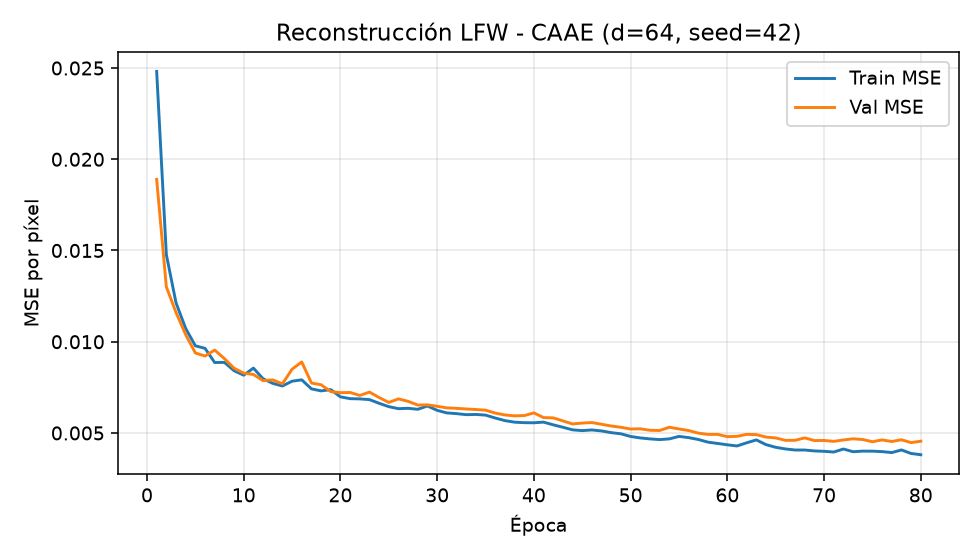 Reconstrucción LFW - CAAE (d=64, seed=42)
Train MSE
Val MSE
MSE por píxel
0.025
0.020
0.015
0.010
0.005
0 10 20 30 40 50 60 70 80
Época